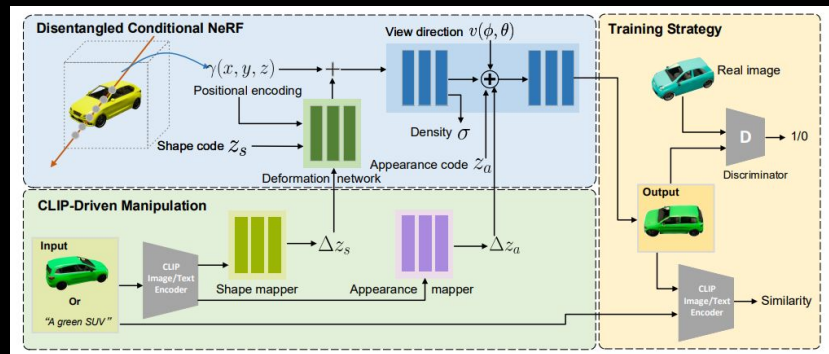 Disentangled Conditional NeRF
View direction v(ϕ, θ)
Training Strategy
γ(x, y, z)
+
Real image
Positional encoding
Density σ
D
1/0
Shape code z_s
Appearance code z_a
Discriminator
Deformation network
CLIP-Driven Manipulation
Output
Input
Δz_s
Δz_a
CLIP
Image/Text
Encoder
Shape mapper
Appearance mapper
Or
"A green SUV"
CLIP
Image/Text
Encoder
Similarity